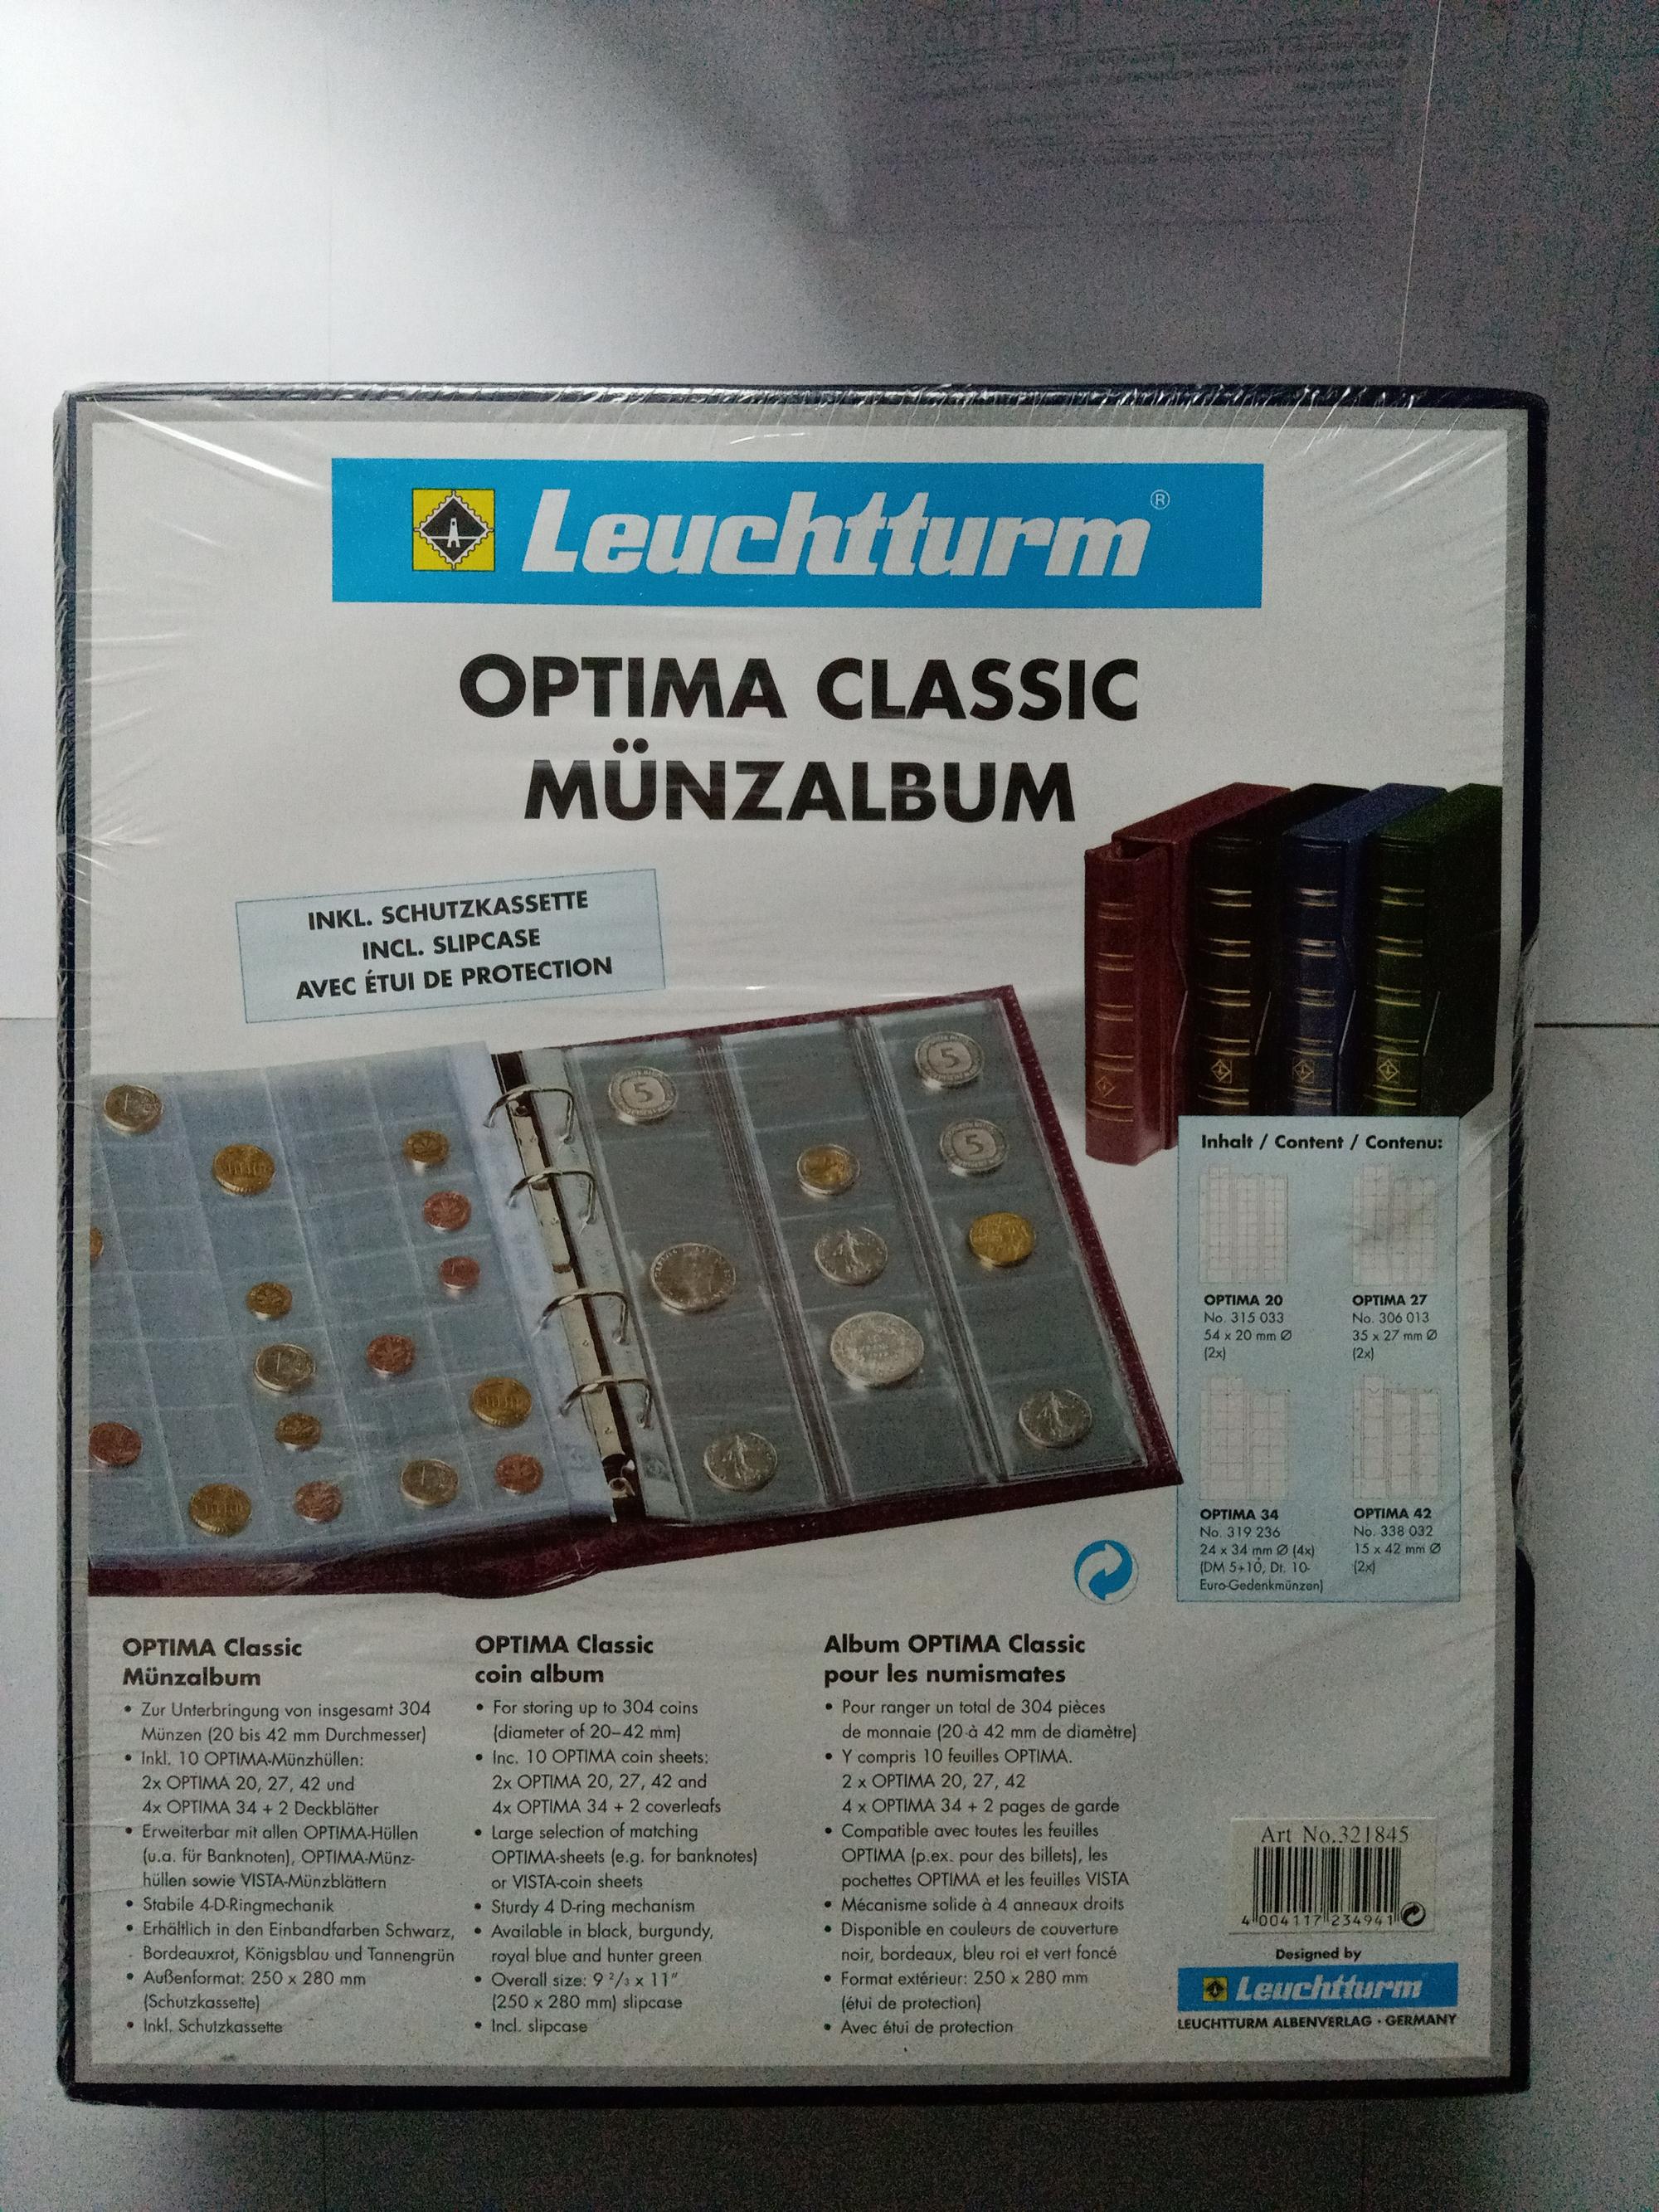 Leuchtturm®
OPTIMA CLASSIC
MÜNZALBUM
INKL. SCHUTZKASSETTE
INCL. SLIPCASE
AVEC ÉTUI DE PROTECTION
Inhalt / Content / Contenu:
OPTIMA 20
No. 315 033
54 x 20 mm Ø
(2x)
OPTIMA 27
No. 306 013
35 x 27 mm Ø
(2x)
OPTIMA 34
No. 319 236
24 x 34 mm Ø (4x)
(DM 5+10, Dt. 10-
Euro-Gedenkmünzen)
OPTIMA 42
No. 338 032
15 x 42 mm Ø
(2x)
OPTIMA Classic
Münzalbum
• Zur Unterbringung von insgesamt 304
Münzen (20 bis 42 mm Durchmesser)
• Inkl. 10 OPTIMA-Münzhüllen:
2x OPTIMA 20, 27, 42 und
4x OPTIMA 34 + 2 Deckblätter
• Erweiterbar mit allen OPTIMA-Hüllen
(u.a. für Banknoten), OPTIMA-Münz-
hüllen sowie VISTA-Münzblättern
• Stabile 4-D-Ringmechanik
• Erhältlich in den Einbandfarben Schwarz,
Bordeauxrot, Königsblau und Tannengrün
• Außenformat: 250 x 280 mm
(Schutzkassette)
• Inkl. Schutzkassette
OPTIMA Classic
coin album
• For storing up to 304 coins
(diameter of 20–42 mm)
• Inc. 10 OPTIMA coin sheets:
2x OPTIMA 20, 27, 42 and
4x OPTIMA 34 + 2 coverleafs
• Large selection of matching
OPTIMA-sheets (e.g. for banknotes)
or VISTA-coin sheets
• Sturdy 4 D-ring mechanism
• Available in black, burgundy,
royal blue and hunter green
• Overall size: 9 2/3 x 11"
(250 x 280 mm) slipcase
• Incl. slipcase
Album OPTIMA Classic
pour les numismates
• Pour ranger un total de 304 pièces
de monnaie (20 à 42 mm de diamètre)
• Y compris 10 feuilles OPTIMA.
2 x OPTIMA 20, 27, 42
4 x OPTIMA 34 + 2 pages de garde
• Compatible avec toutes les feuilles
OPTIMA (p.ex. pour des billets), les
pochettes OPTIMA et les feuilles VISTA
• Mécanisme solide à 4 anneaux droits
• Disponible en couleurs de couverture
noir, bordeaux, bleu roi et vert foncé
• Format extérieur: 250 x 280 mm
(étui de protection)
• Avec étui de protection
Art No.321845
4 004117 234941
Designed by
Leuchtturm
LEUCHTTURM ALBENVERLAG · GERMANY